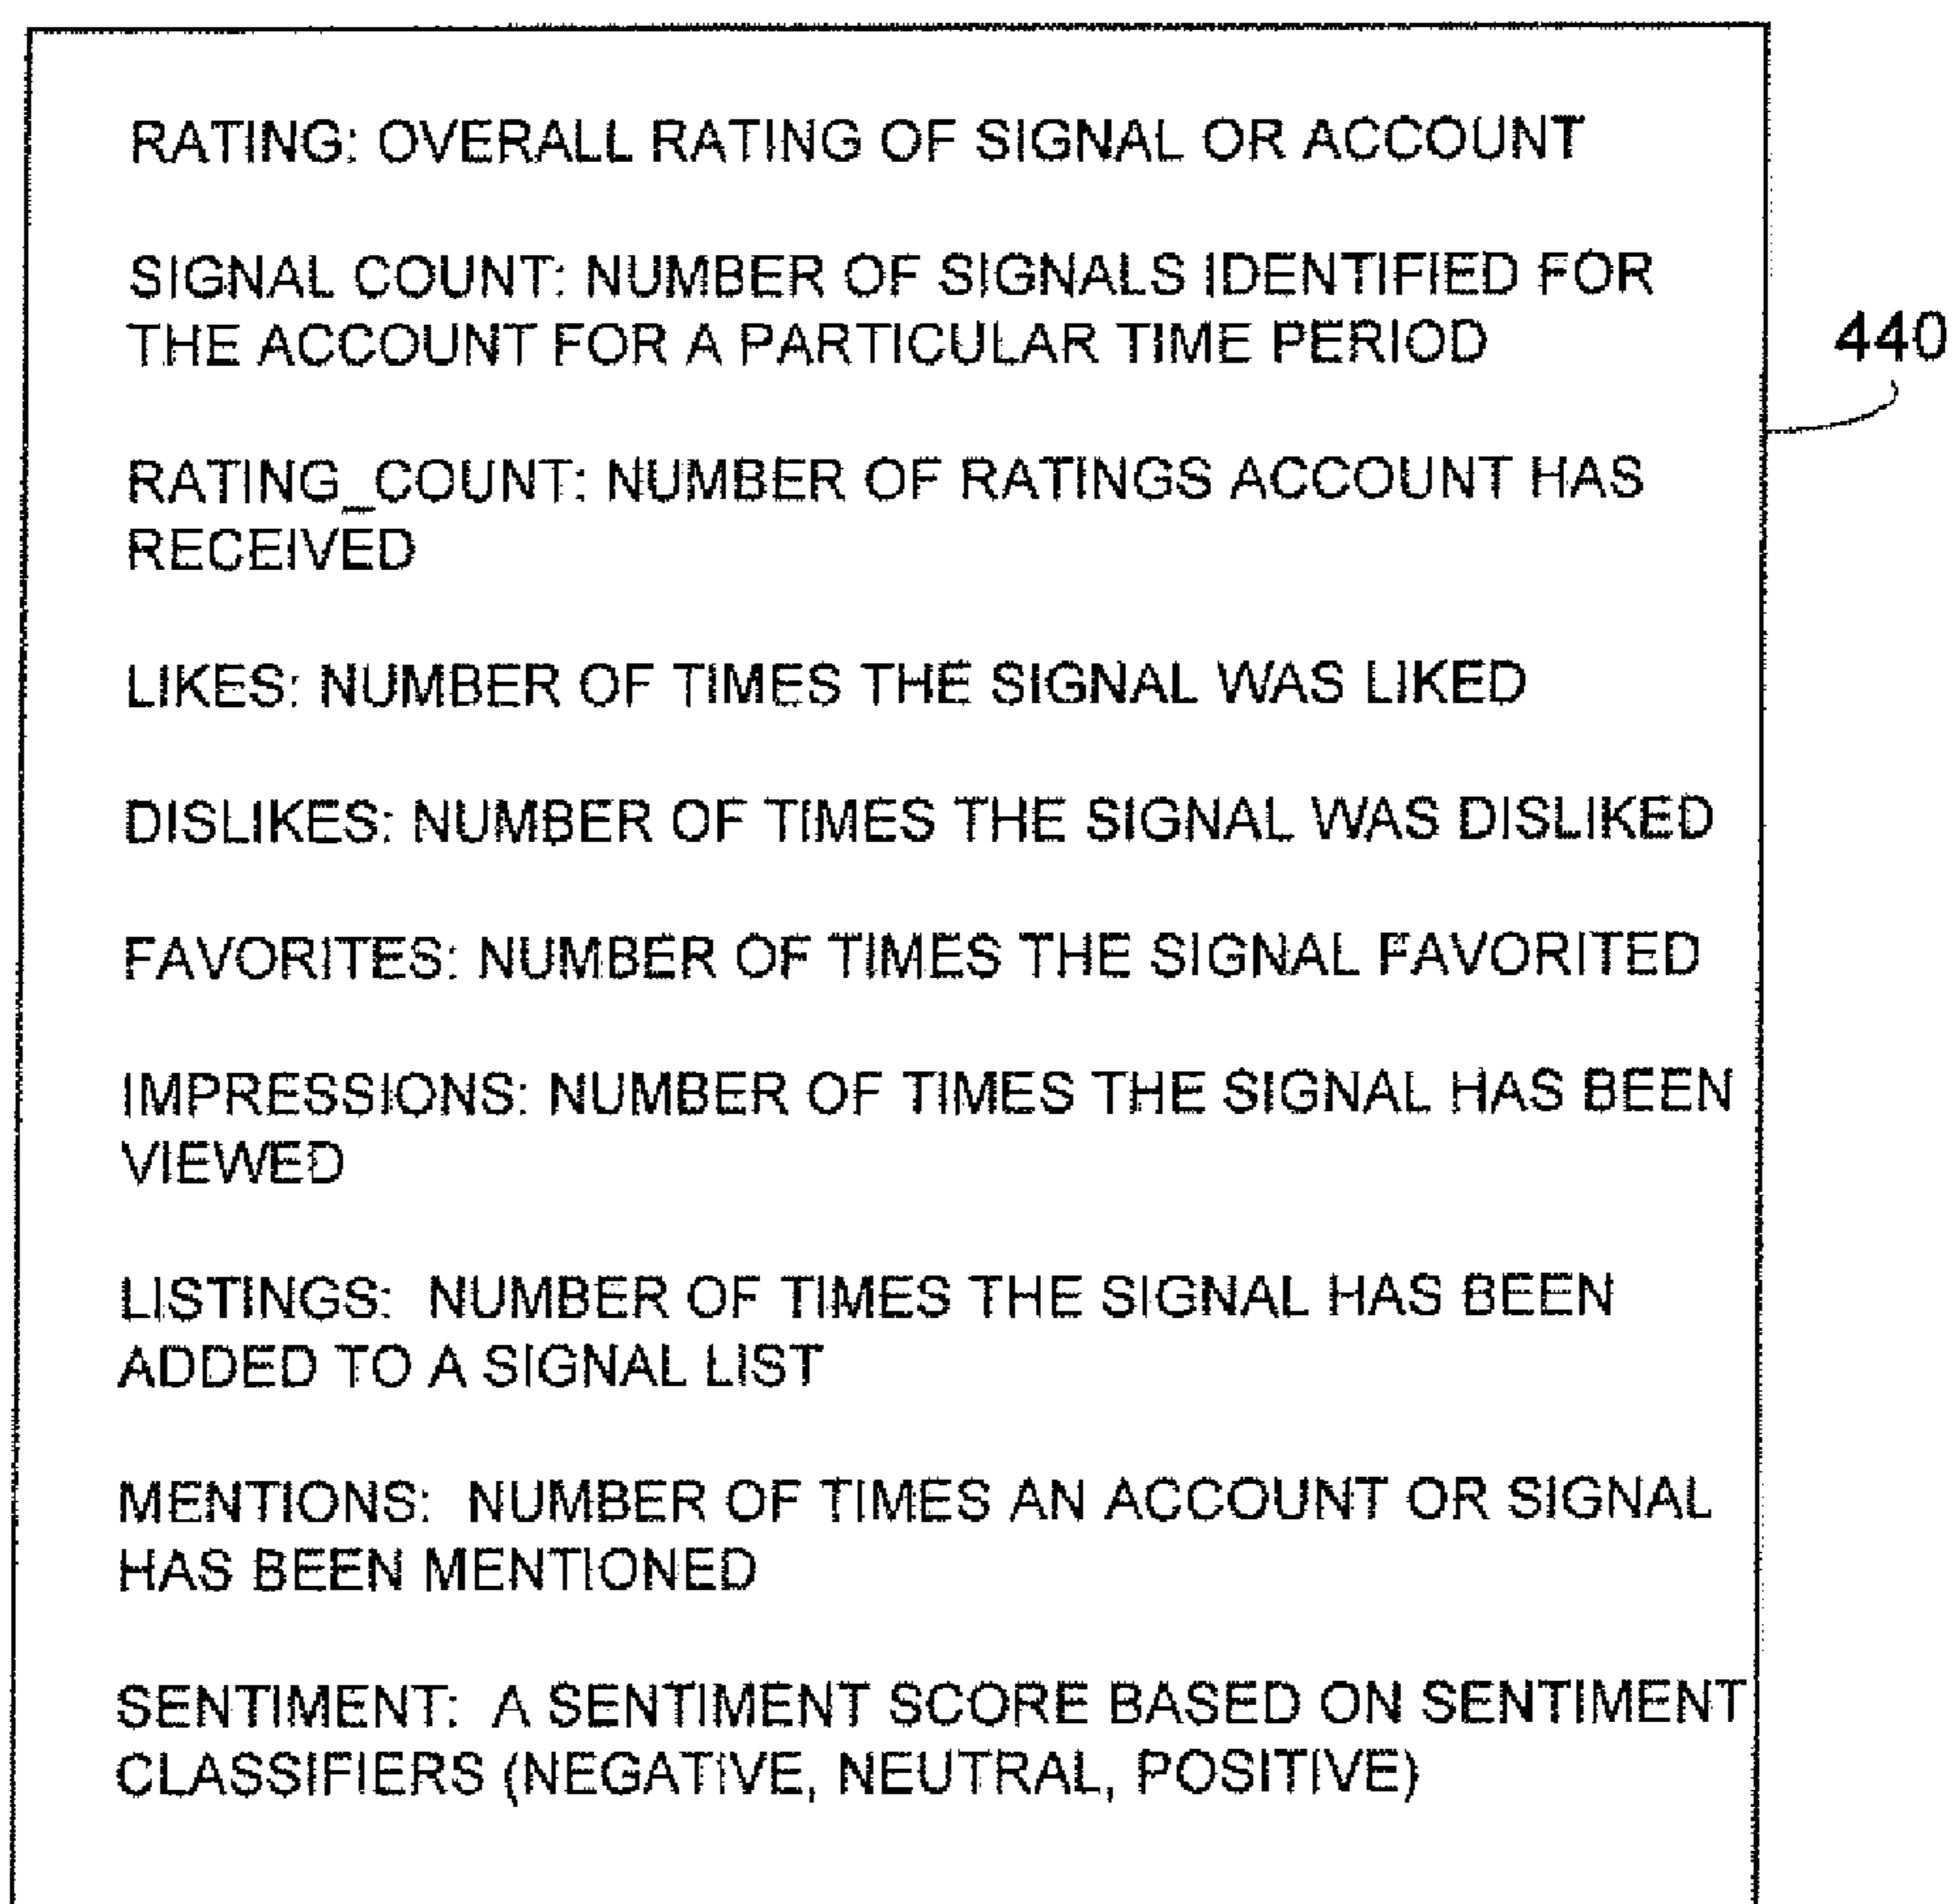 RATING: OVERALL RATING OF SIGNAL OR ACCOUNT
SIGNAL COUNT: NUMBER OF SIGNALS IDENTIFIED FOR
THE ACCOUNT FOR A PARTICULAR TIME PERIOD
440
RATING_COUNT: NUMBER OF RATINGS ACCOUNT HAS
RECEIVED
LIKES: NUMBER OF TIMES THE SIGNAL WAS LIKED
DISLIKES: NUMBER OF TIMES THE SIGNAL WAS DISLIKED
FAVORITES: NUMBER OF TIMES THE SIGNAL FAVORITED
IMPRESSIONS: NUMBER OF TIMES THE SIGNAL HAS BEEN
VIEWED
LISTINGS: NUMBER OF TIMES THE SIGNAL HAS BEEN
ADDED TO A SIGNAL LIST
MENTIONS: NUMBER OF TIMES AN ACCOUNT OR SIGNAL
HAS BEEN MENTIONED
SENTIMENT: A SENTIMENT SCORE BASED ON SENTIMENT
CLASSIFIERS (NEGATIVE, NEUTRAL, POSITIVE)